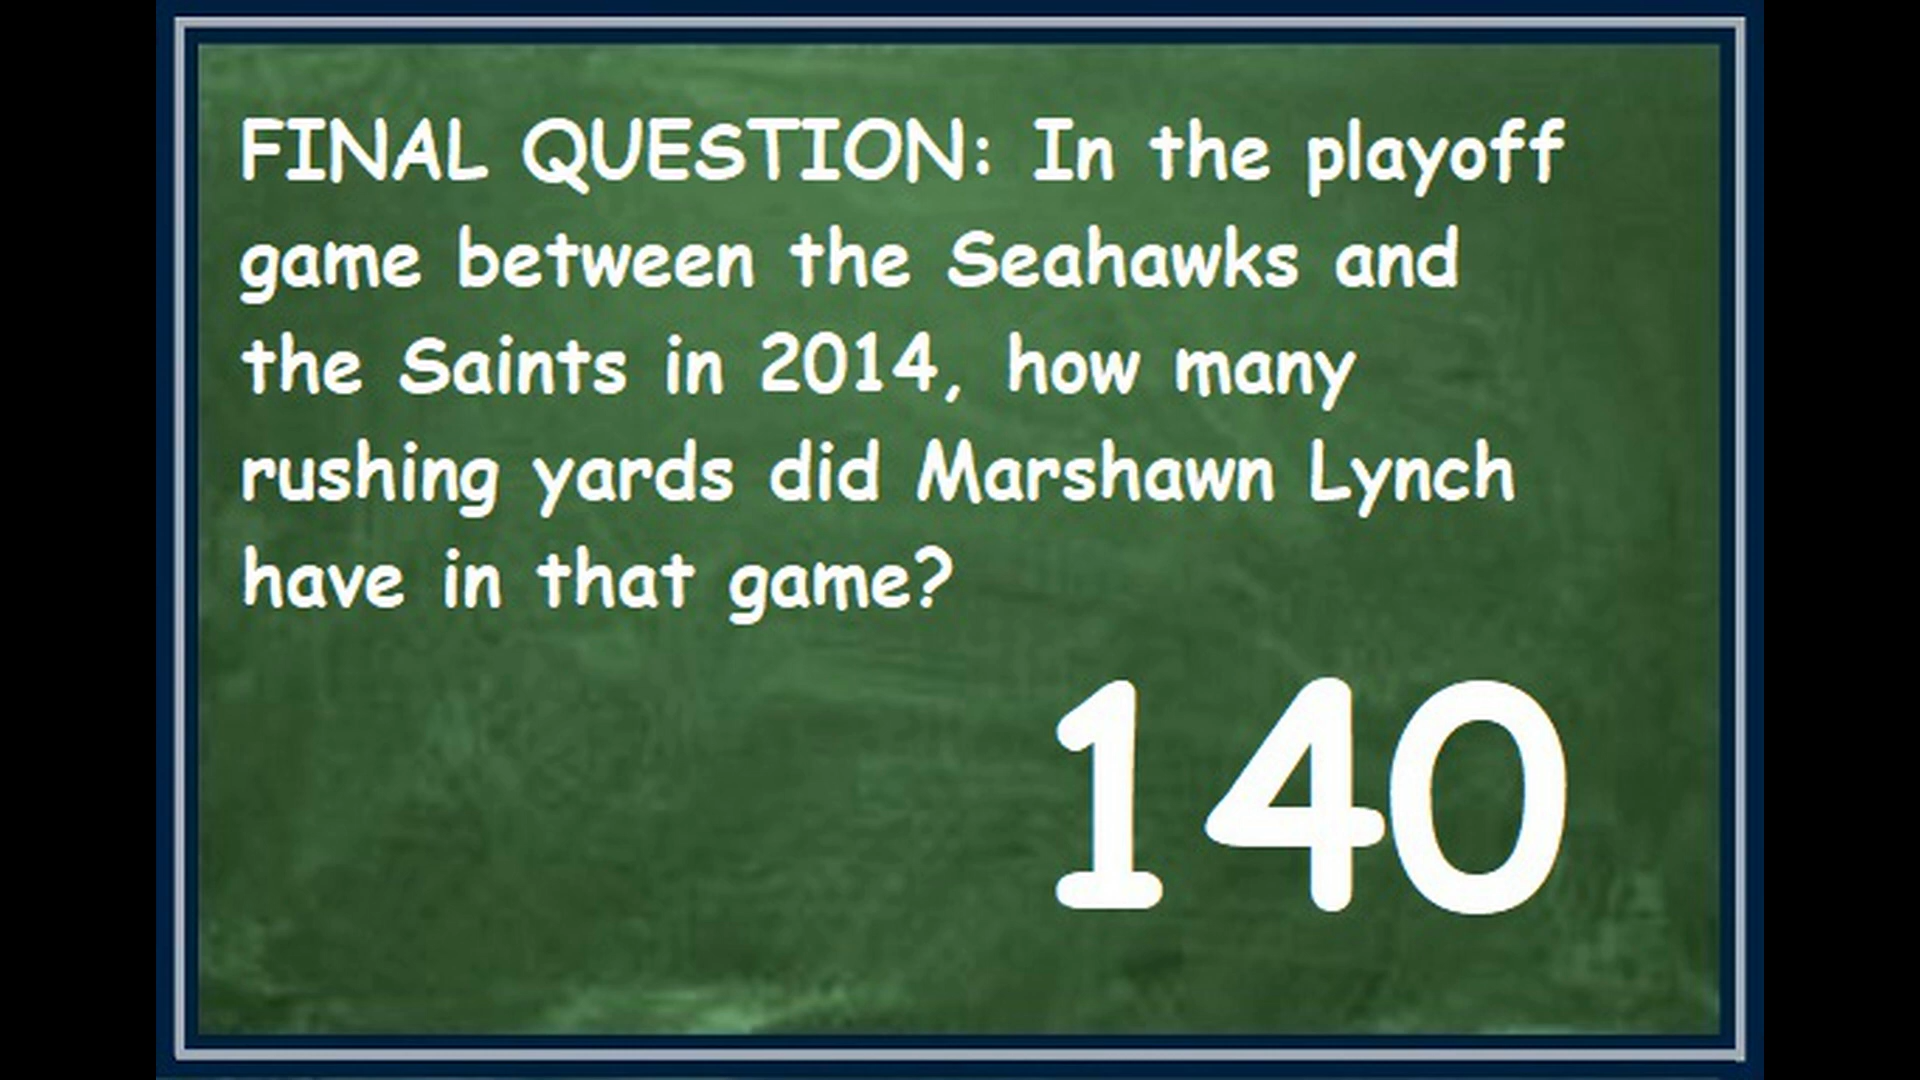 FINAL QUESTION: In the playoff
game between the Seahawks and
the Saints in 2014, how many
rushing yards did Marshawn Lynch
have in that game?
140